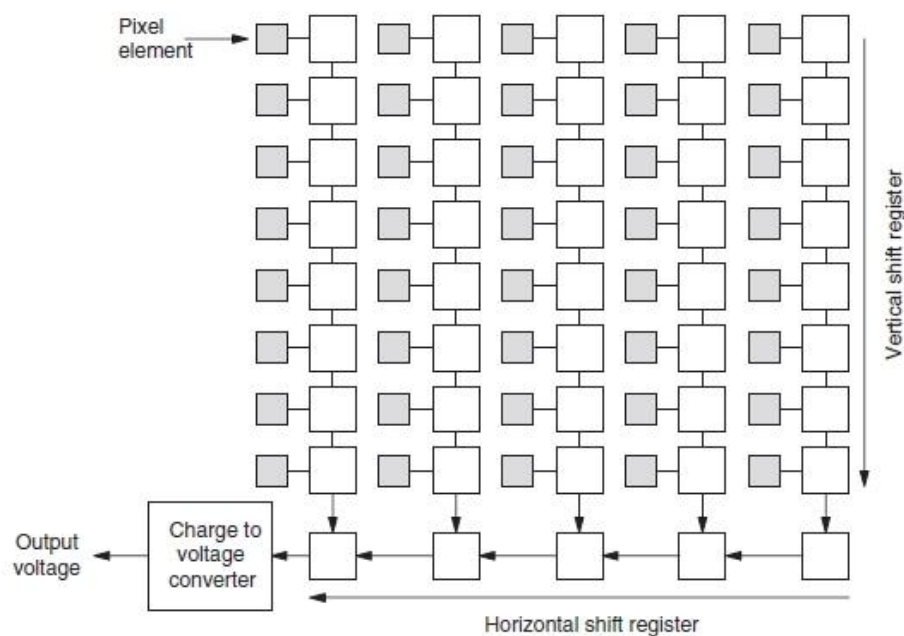 Pixel
element
Vertical shift register
Charge to
voltage
converter
Output
voltage
Horizontal shift register